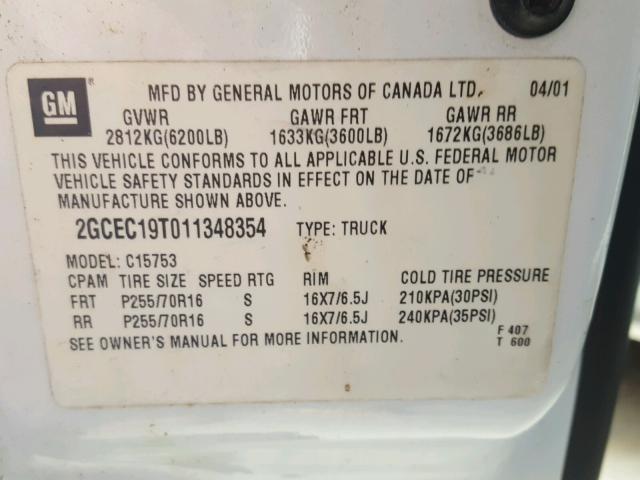 GM
MFD BY GENERAL MOTORS OF CANADA LTD. 04/01
GVWR GAWR FRT GAWR RR
2812KG(6200LB) 1633KG(3600LB) 1672KG(3686LB)
THIS VEHICLE CONFORMS TO ALL APPLICABLE U.S. FEDERAL MOTOR
VEHICLE SAFETY STANDARDS IN EFFECT ON THE DATE OF
MANUFACTURE SHOWN ABOVE.
2GCEC19T011348354 TYPE: TRUCK
MODEL: C15753
CPAM TIRE SIZE SPEED RTG RIM COLD TIRE PRESSURE
FRT P255/70R16 S 16X7/6.5J 210KPA(30PSI)
RR P255/70R16 S 16X7/6.5J 240KPA(35PSI)
SEE OWNER'S MANUAL FOR MORE INFORMATION.
F 407
T 600